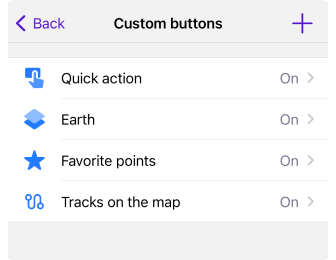 Back Custom buttons
Quick action On
Earth On
Favorite points On
Tracks on the map On